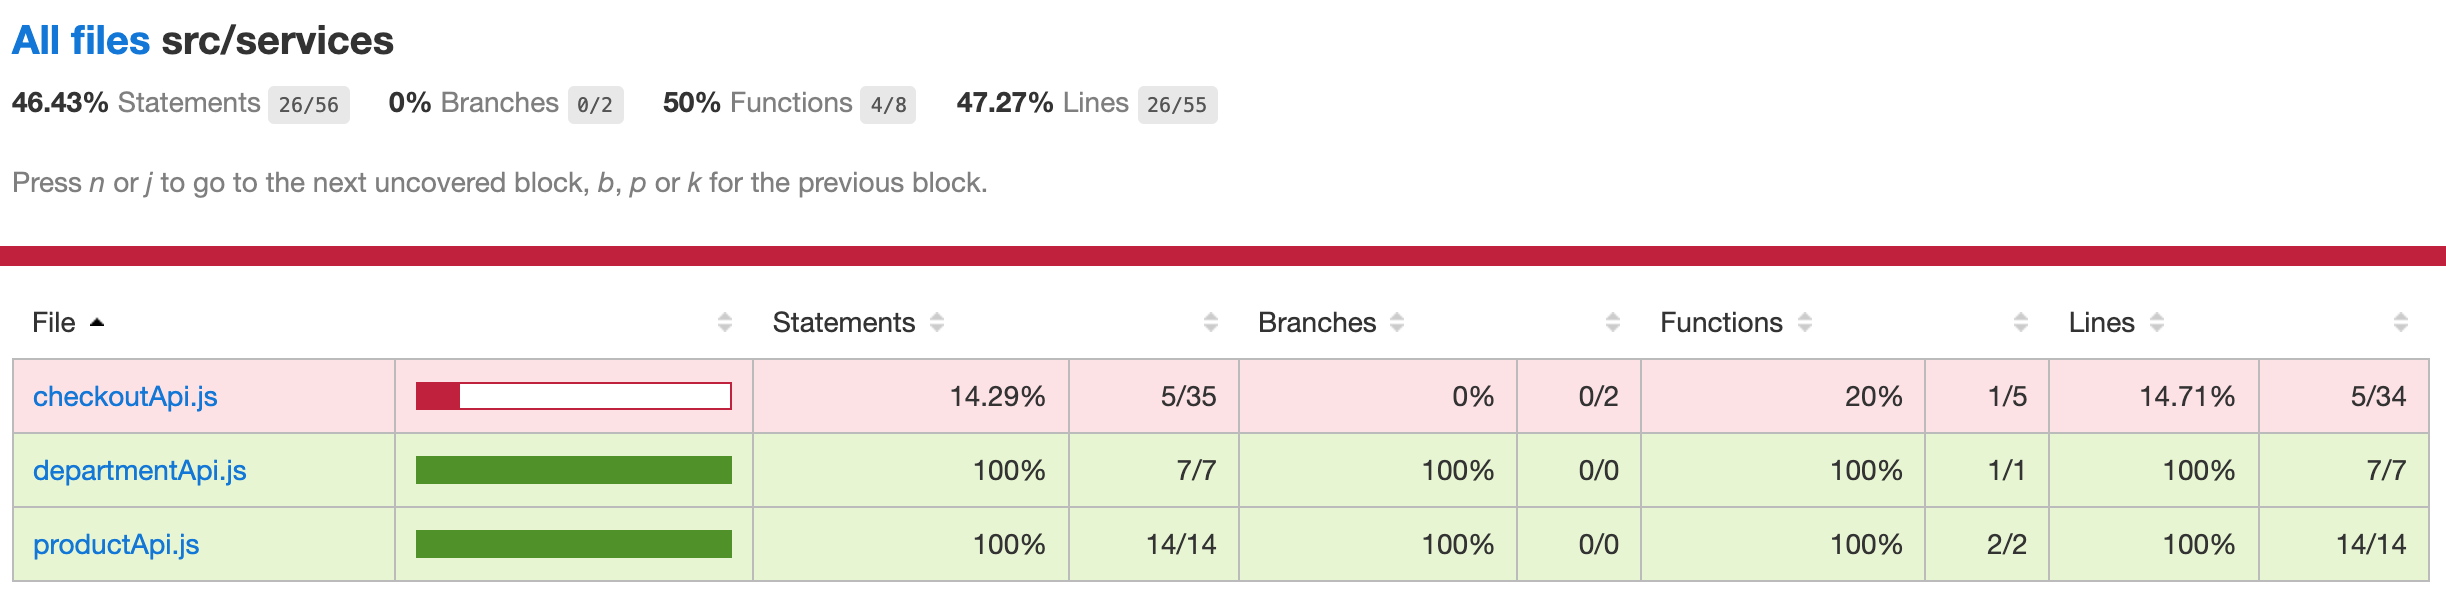 All files src/services
46.43% Statements 26/56 0% Branches 0/2 50% Functions 4/8 47.27% Lines 26/55
Press n or j to go to the next uncovered block, b, p or k for the previous block.
File Statements Branches Functions Lines
checkoutApi.js 14.29% 5/35 0% 0/2 20% 1/5 14.71% 5/34
departmentApi.js 100% 7/7 100% 0/0 100% 1/1 100% 7/7
productApi.js 100% 14/14 100% 0/0 100% 2/2 100% 14/14